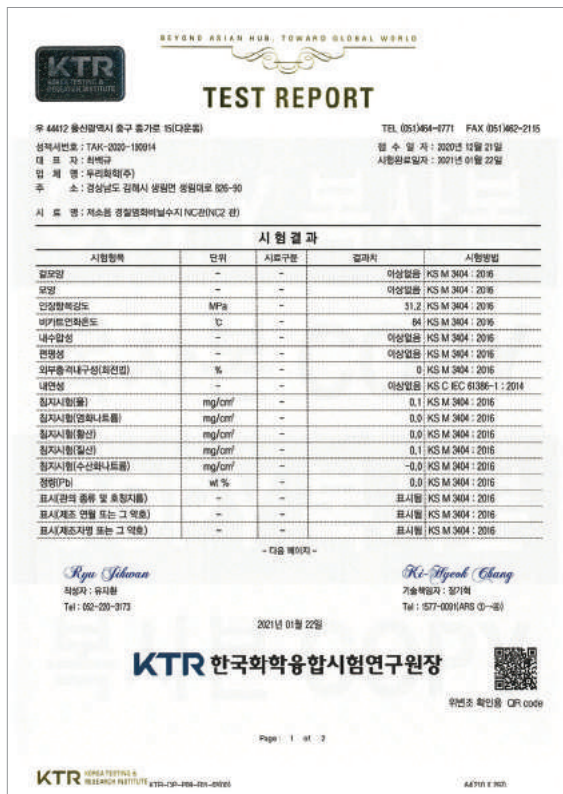 BEYOND ASIAN HUB, TOWARD GLOBAL WORLD
KTR
KOREA TESTING & RESEARCH INSTITUTE
TEST REPORT
우 44412 울산광역시 중구 종가로 15(다운동) TEL (051)464-0771 FAX (051)462-2115
성적서번호 : TAK-2020-190914 접 수 일 자 : 2020년 12월 21일
대 표 자 : 최백규 시험완료일자 : 2021년 01월 22일
업 체 명 : 우리화학(주)
주 소 : 경상남도 김해시 생림면 생림대로 826-90
시 료 명 : 저소음 경질염화비닐수지 NC관(NC2 관)
시 험 결 과
시험항목 단위 시료구분 결과치 시험방법
겉모양 - - 이상없음 KS M 3404 : 2016
모양 - - 이상없음 KS M 3404 : 2016
인장항복강도 MPa - 51.2 KS M 3404 : 2016
비카트연화온도 ℃ - 84 KS M 3404 : 2016
내수압성 - - 이상없음 KS M 3404 : 2016
편평성 - - 이상없음 KS M 3404 : 2016
외부충격내구성(회전법) % - 0 KS M 3404 : 2016
내연성 - - 이상없음 KS C IEC 61386-1 : 2014
침지시험(물) mg/cm² - 0.1 KS M 3404 : 2016
침지시험(염화나트륨) mg/cm² - 0.0 KS M 3404 : 2016
침지시험(황산) mg/cm² - 0.0 KS M 3404 : 2016
침지시험(질산) mg/cm² - 0.1 KS M 3404 : 2016
침지시험(수산화나트륨) mg/cm² - -0.0 KS M 3404 : 2016
정량(Pb) wt % - 0.0 KS M 3404 : 2016
표시(관의 종류 및 호칭지름) - - 표시됨 KS M 3404 : 2016
표시(제조 연월 또는 그 약호) - - 표시됨 KS M 3404 : 2016
표시(제조자명 또는 그 약호) - - 표시됨 KS M 3404 : 2016
- 다음 페이지 -
Ryu Jihwan Ki-Hyeok Chang
작성자 : 유지환 기술책임자 : 장기혁
Tel : 052-220-3173 Tel : 1577-0091(ARS ①→④)
2021년 01월 22일
KTR 한국화학융합시험연구원장
위변조 확인용 QR code
Page : 1 of 2
KTR KOREA TESTING & RESEARCH INSTITUTE